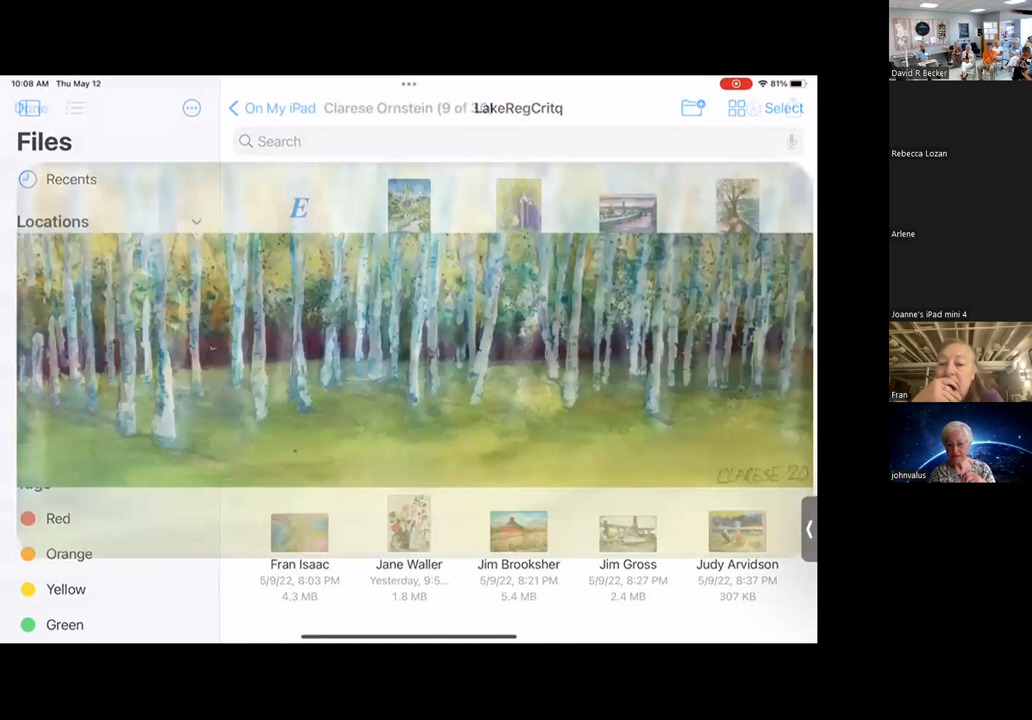 10:08 AM Thu May 12
81%
Done
On My iPad
Clarese Ornstein (9 of
LakeRegCritq
Select
Files
Search
Recents
Locations
E
CLARESE '20
Tags
Red
Orange
Yellow
Green
Fran Isaac
5/9/22, 8:03 PM
4.3 MB
Jane Waller
Yesterday, 9:5...
1.8 MB
Jim Brooksher
5/9/22, 8:21 PM
5.4 MB
Jim Gross
5/9/22, 8:27 PM
2.4 MB
Judy Arvidson
5/9/22, 8:37 PM
307 KB
David R Becker
Rebecca Lozan
Arlene
Joanne's iPad mini 4
Fran
johnvalus